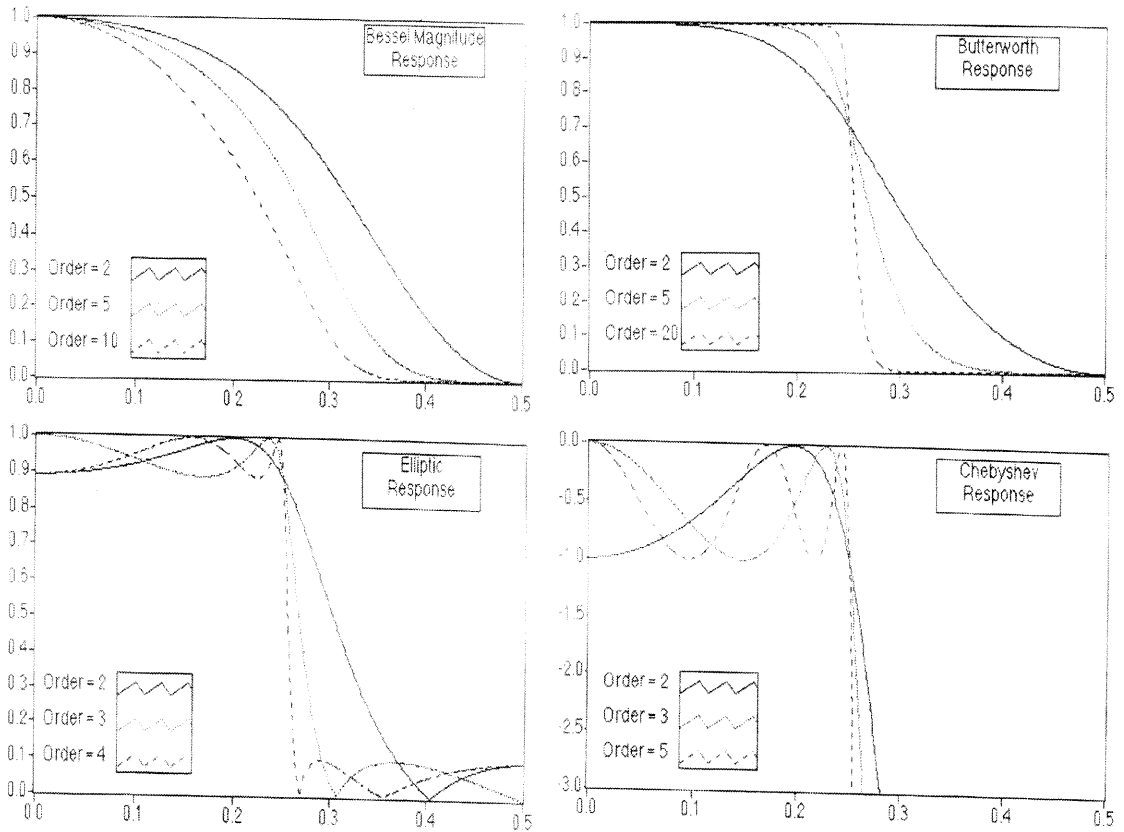 1.0
0.9
0.8
0.7
0.6
0.5
0.4
0.3
0.2
0.1
0.0
0.0 0.1 0.2 0.3 0.4 0.5
Bessel Magnitude
Response
Order = 2
Order = 5
Order = 10
1.0
0.9
0.8
0.7
0.6
0.5
0.4
0.3
0.2
0.1
0.0
0.0 0.1 0.2 0.3 0.4 0.5
Butterworth
Response
Order = 2
Order = 5
Order = 20
1.0
0.9
0.8
0.7
0.6
0.5
0.4
0.3
0.2
0.1
0.0
0.0 0.1 0.2 0.3 0.4 0.5
Elliptic
Response
Order = 2
Order = 3
Order = 4
-0.0
-0.5
-1.0
-1.5
-2.0
-2.5
-3.0
0.0 0.1 0.2 0.3 0.4 0.5
Chebyshev
Response
Order = 2
Order = 3
Order = 5